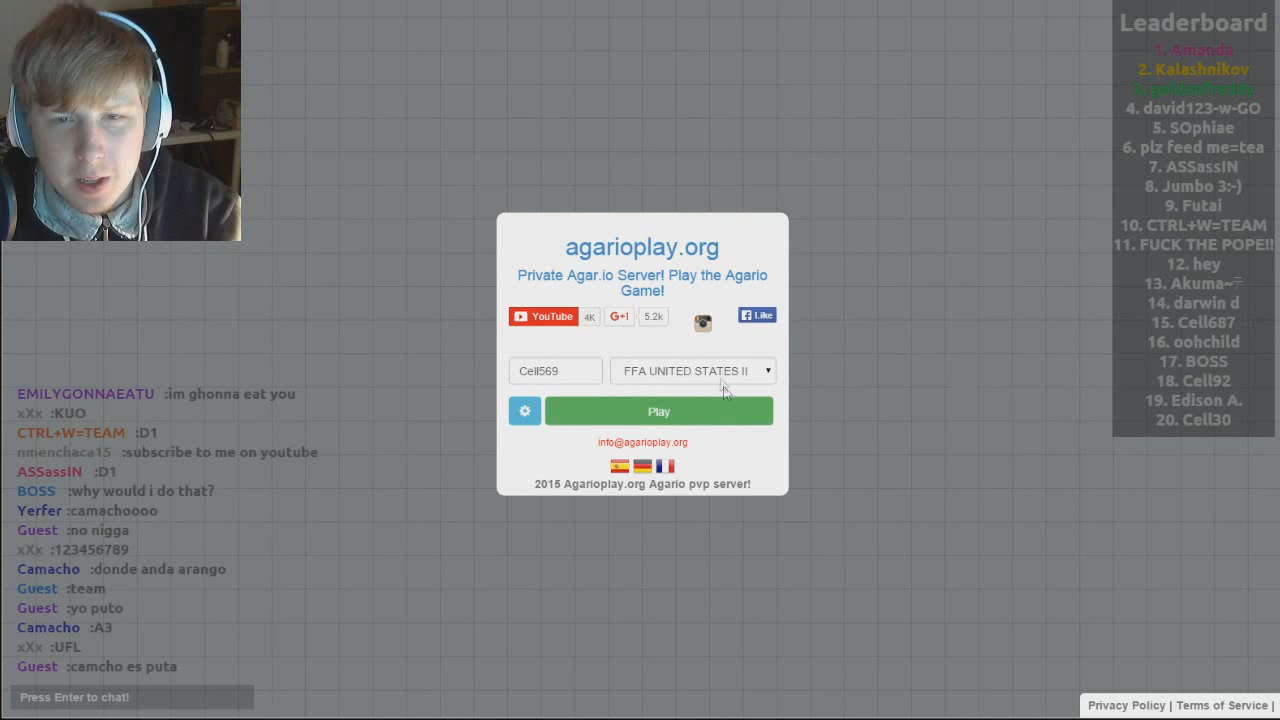 Leaderboard
1. Amanda
2. Kalashnikov
4. david123-w-GO
5. SOphiae
6. plz feed me=tea
7. ASSassIN
8. Jumbo 3:-)
9. Futai
10. CTRL+W=TEAM
11. FUCK THE POPE!!
12. hey
13. Akuma~〒
14. darwin d
15. Cell687
16. oohchild
17. BOSS
18. Cell92
19. Edison A.
20. Cell30
agarioplay.org
Private Agar.io Server! Play the Agario
Game!
YouTube 4K G+1 5.2k Like
Cell569 FFA UNITED STATES II
Play
info@agarioplay.org
2015 Agarioplay.org Agario pvp server!
EMILYGONNAEATU :im ghonna eat you
xXx :KUO
CTRL+W=TEAM :D1
nmenchaca15 :subscribe to me on youtube
ASSassIN :D1
BOSS :why would i do that?
Yerfer :camachoooo
Guest :no nigga
xXx :123456789
Camacho :donde anda arango
Guest :team
Guest :yo puto
Camacho :A3
xXx :UFL
Guest :camcho es puta
Press Enter to chat!
Privacy Policy | Terms of Service |